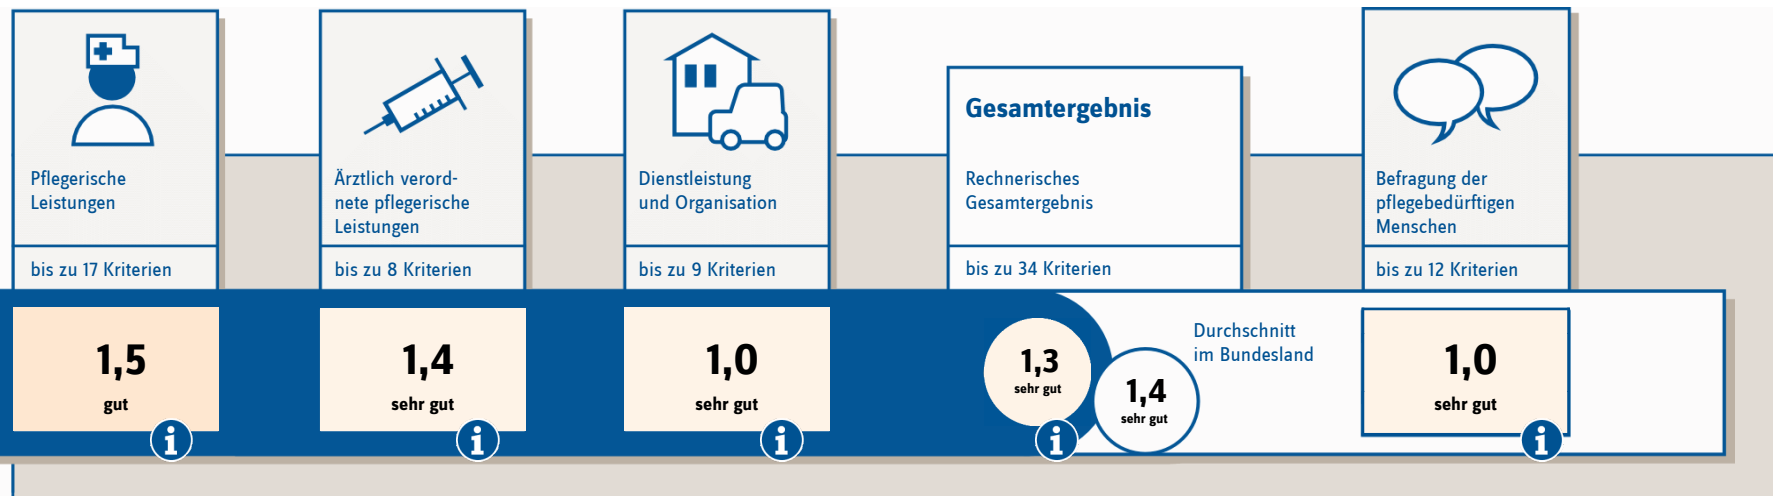 Pflegerische
Leistungen
bis zu 17 Kriterien
1,5
gut
i
Ärztlich verord-
nete pflegerische
Leistungen
bis zu 8 Kriterien
1,4
sehr gut
i
Dienstleistung
und Organisation
bis zu 9 Kriterien
1,0
sehr gut
i
Gesamtergebnis
Rechnerisches
Gesamtergebnis
bis zu 34 Kriterien
1,3
sehr gut
i
Durchschnitt
im Bundesland
1,4
sehr gut
Befragung der
pflegebedürftigen
Menschen
bis zu 12 Kriterien
1,0
sehr gut
i